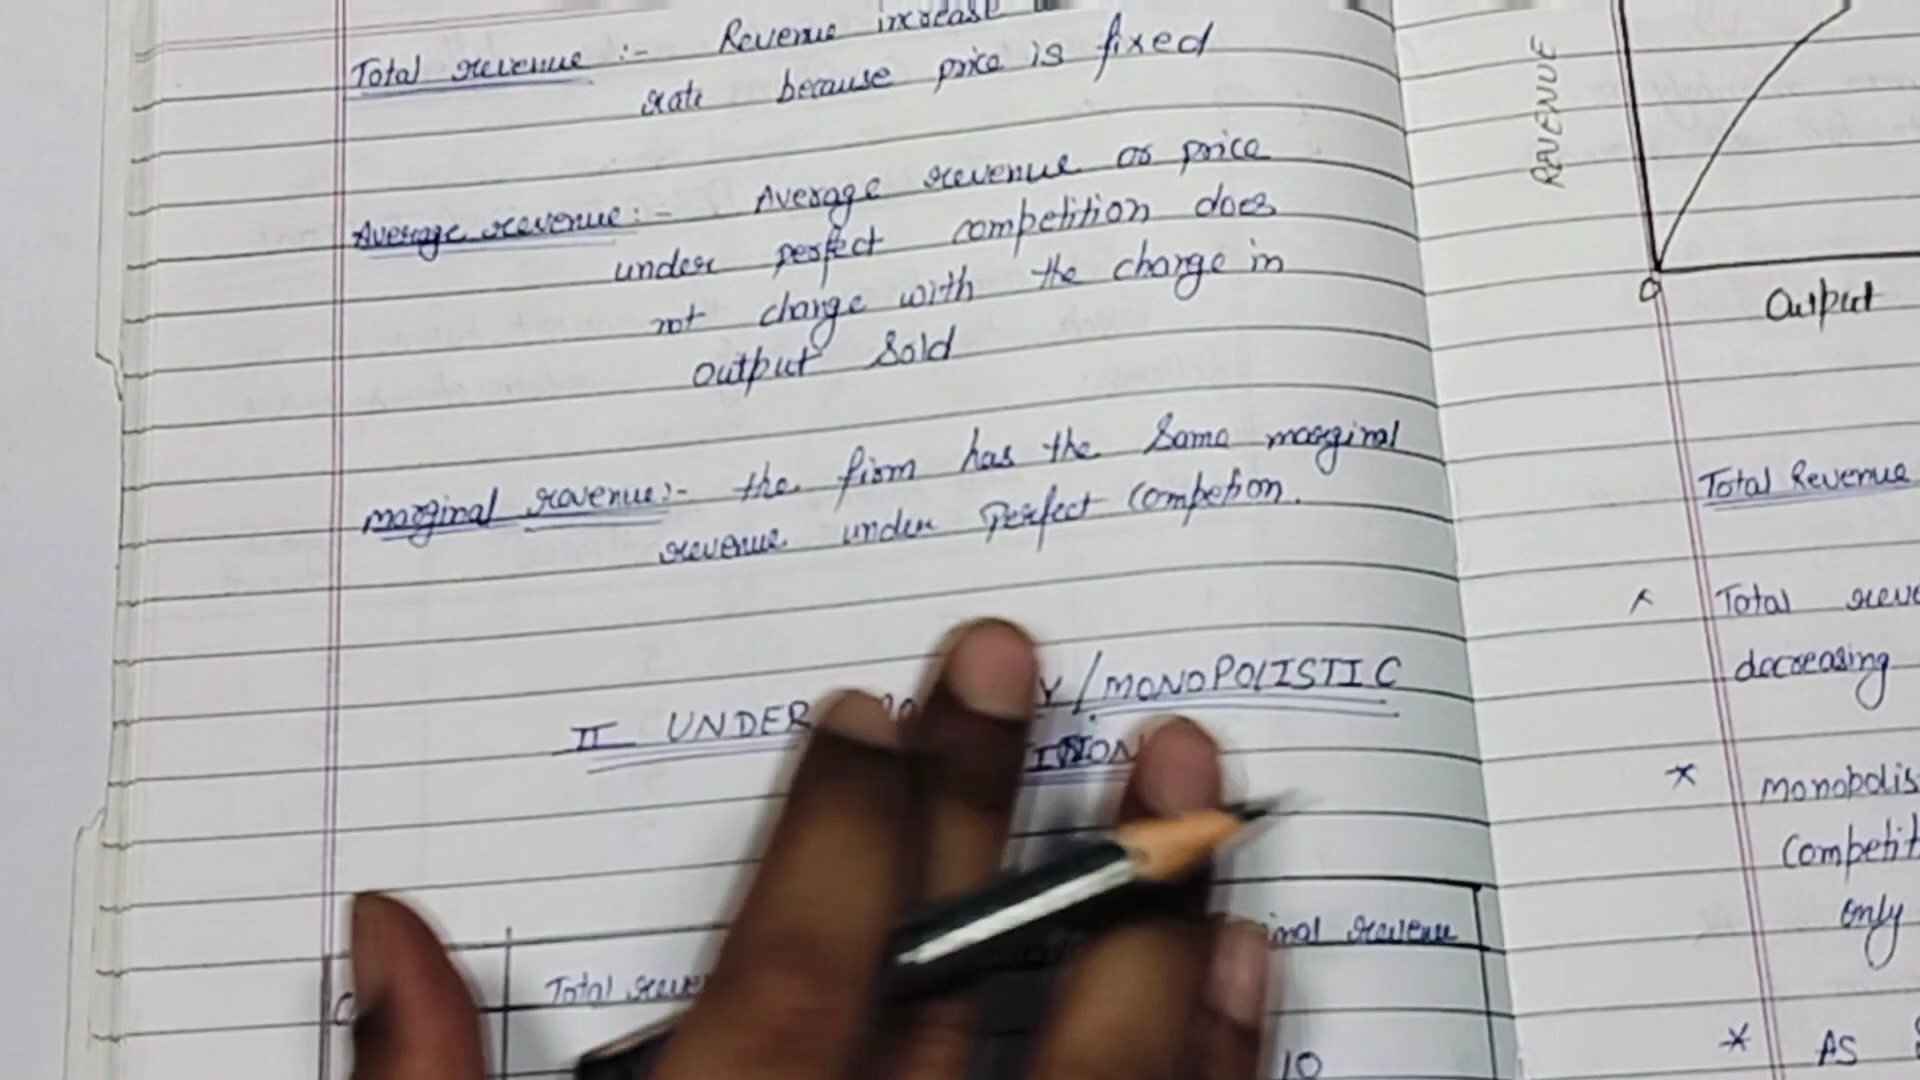 Total revenue :- Revenue increase
rate because price is fixed
Average revenue :- Average revenue or price
under perfect competition does
not change with the change in
output Sold
marginal revenue :- the firm has the same marginal
revenue under Perfect Competion.
II UNDER /MONOPOLISTIC
Total
revenue
10
REVENUE
O
Output
Total Revenue
Total
decreasing
* 
only
* AS